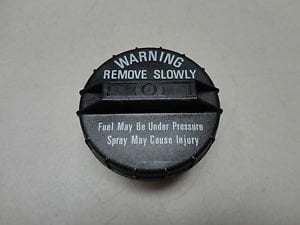 WARNING
REMOVE SLOWLY
Fuel May Be Under Pressure
Spray May Cause Injury